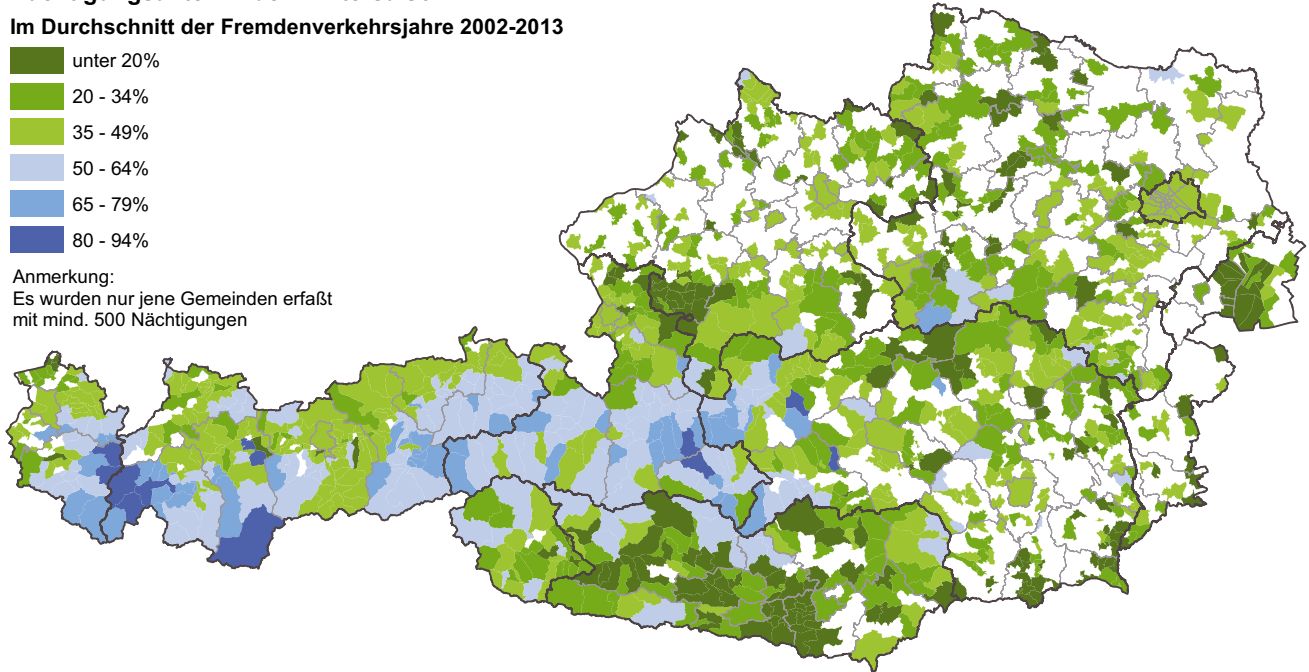 Im Durchschnitt der Fremdenverkehrsjahre 2002-2013
unter 20%
20 - 34%
35 - 49%
50 - 64%
65 - 79%
80 - 94%
Anmerkung:
Es wurden nur jene Gemeinden erfaßt
mit mind. 500 Nächtigungen